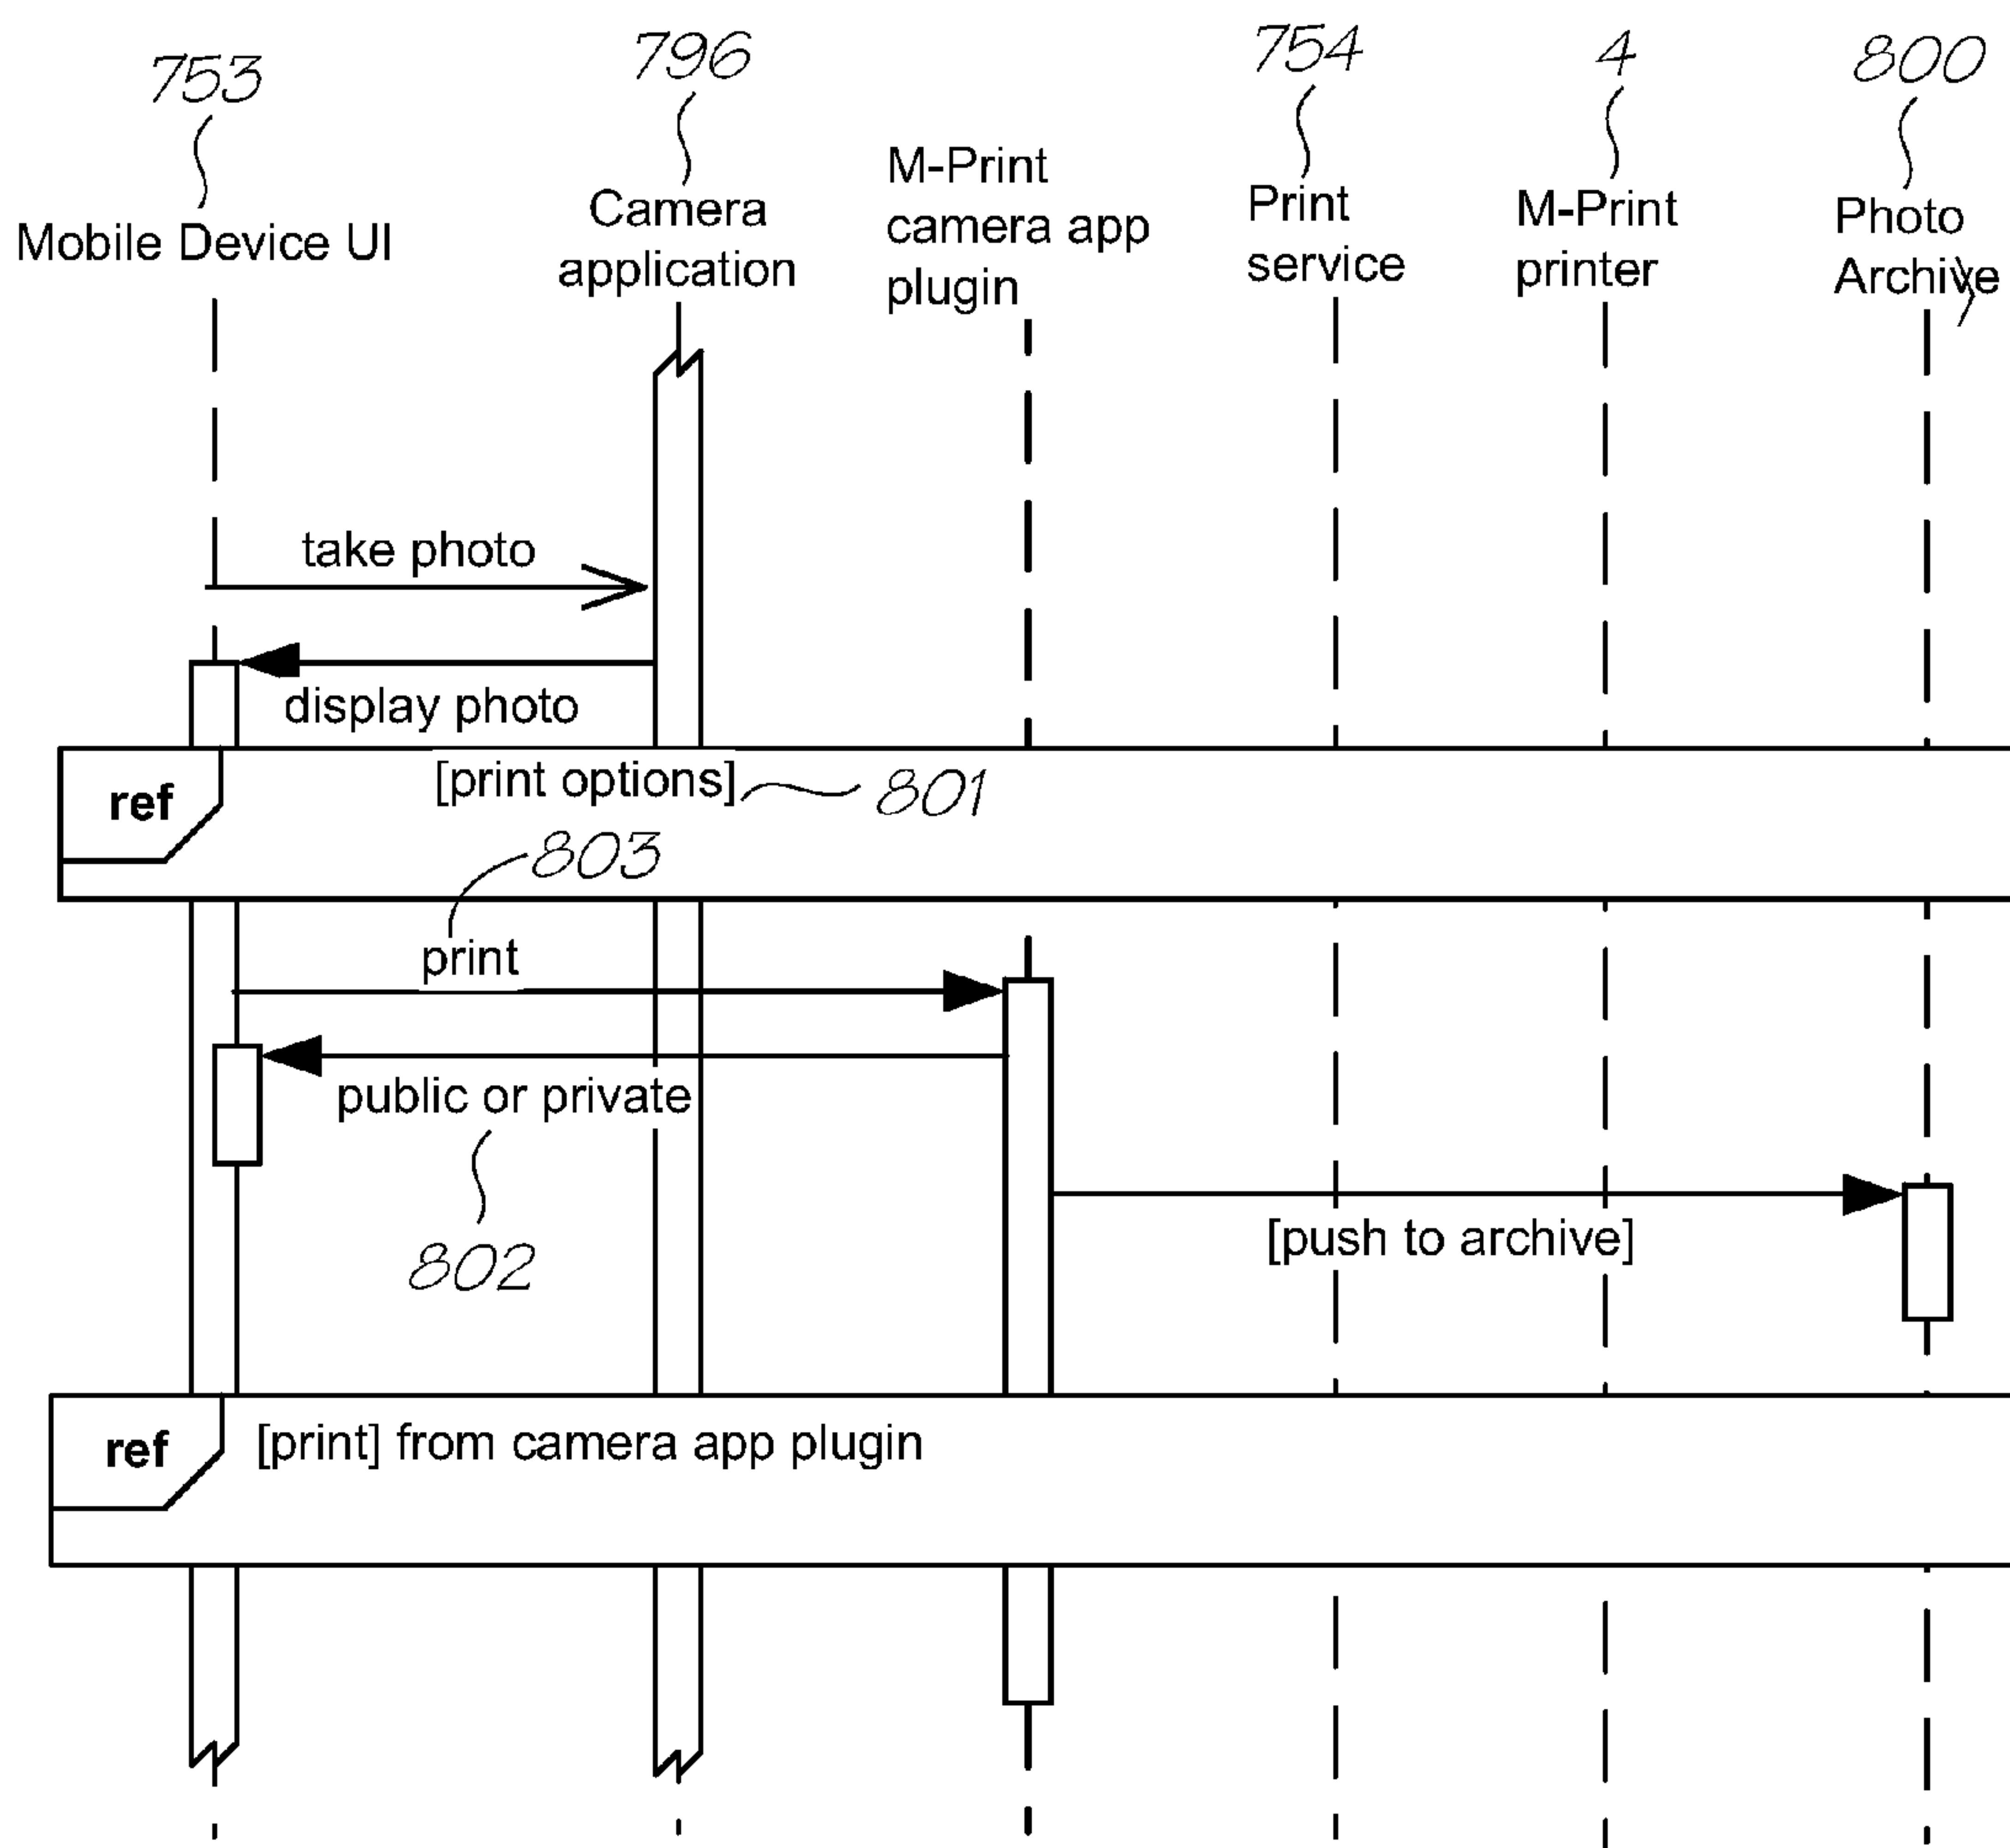 753
796
754
4
800
Mobile Device UI
Camera
application
M-Print
camera app
plugin
Print
service
M-Print
printer
Photo
Archive
take photo
display photo
ref
[print options]
801
803
print
public or private
802
[push to archive]
ref
[print] from camera app plugin